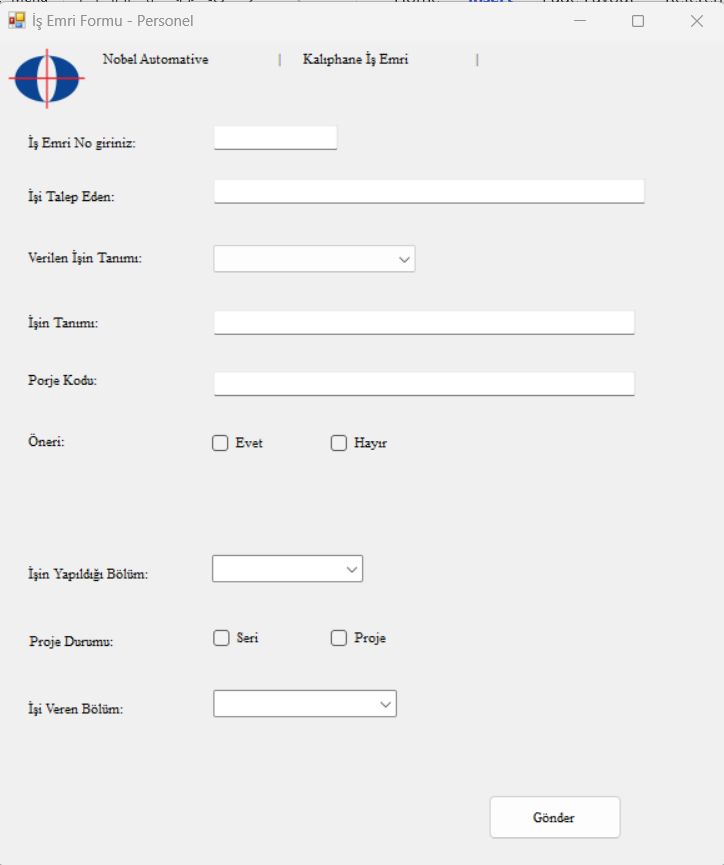 İş Emri Formu - Personel
Nobel Automative | Kalıphane İş Emri |
İş Emri No giriniz:
İşi Talep Eden:
Verilen İşin Tanımı:
İşin Tanımı:
Porje Kodu:
Öneri: Evet Hayır
İşin Yapıldığı Bölüm:
Proje Durumu: Seri Proje
İşi Veren Bölüm:
Gönder